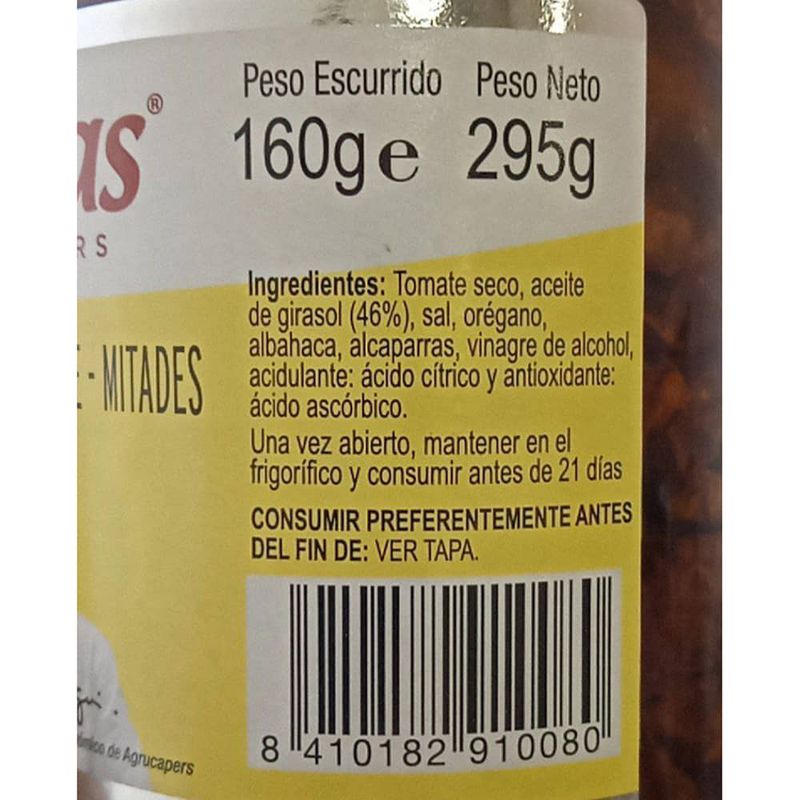 Peso Escurrido Peso Neto
160g e 295g
as®
RS
- MITADES
Ingredientes: Tomate seco, aceite
de girasol (46%), sal, orégano,
albahaca, alcaparras, vinagre de alcohol,
acidulante: ácido cítrico y antioxidante:
ácido ascórbico.
Una vez abierto, mantener en el
frigorífico y consumir antes de 21 días
CONSUMIR PREFERENTEMENTE ANTES
DEL FIN DE: VER TAPA.
8 410182 910080
de Agrucapers